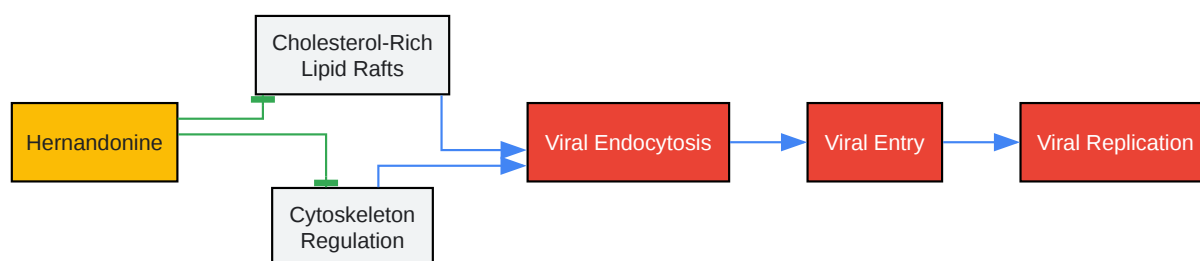 Cholesterol-Rich
Lipid Rafts
Hernandonine
Viral Endocytosis
Viral Entry
Viral Replication
Cytoskeleton
Regulation